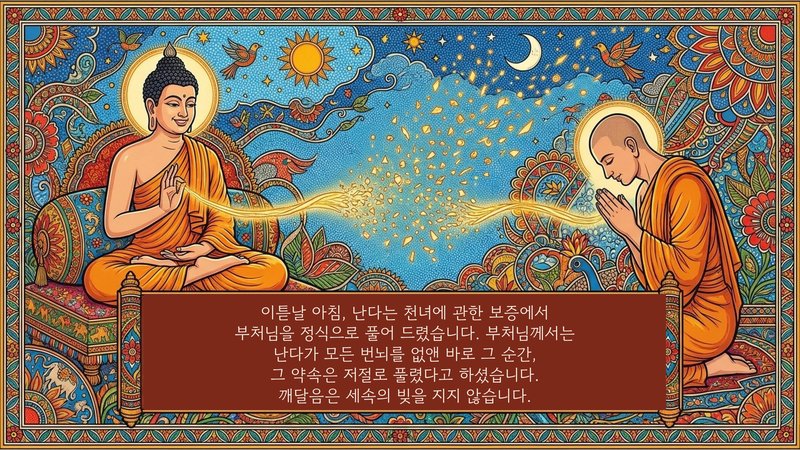 이튿날 아침, 난다는 천녀에 관한 보증에서
부처님을 정식으로 풀어 드렸습니다. 부처님께서는
난다가 모든 번뇌를 없앤 바로 그 순간,
그 약속은 저절로 풀렸다고 하셨습니다.
깨달음은 세속의 빚을 지지 않습니다.